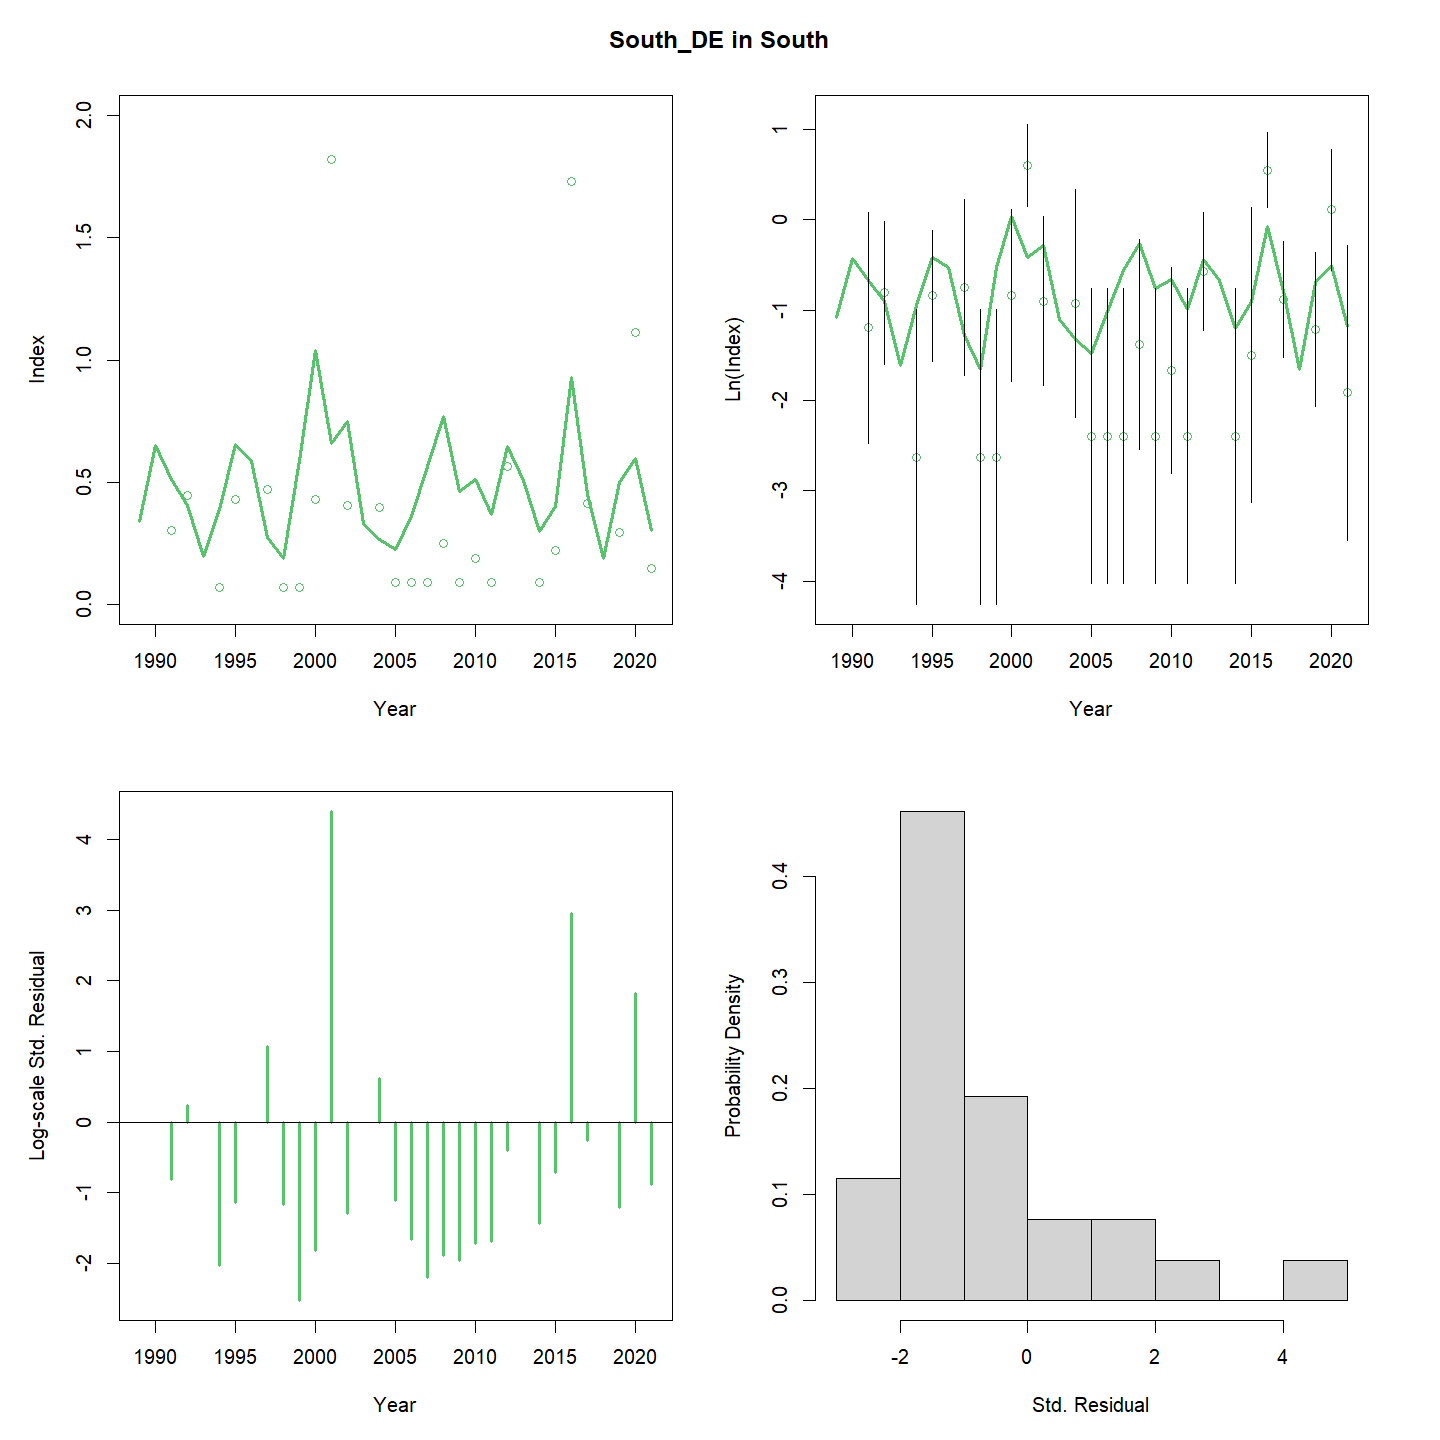 South_DE in South
2.0
1.5
1.0
0.5
0.0
Index
1990 1995 2000 2005 2010 2015 2020
Year
1
0
-1
-2
-3
-4
Ln(Index)
1990 1995 2000 2005 2010 2015 2020
Year
4
3
2
1
0
-1
-2
Log-scale Std. Residual
1990 1995 2000 2005 2010 2015 2020
Year
0.4
0.3
0.2
0.1
0.0
Probability Density
-2 0 2 4
Std. Residual